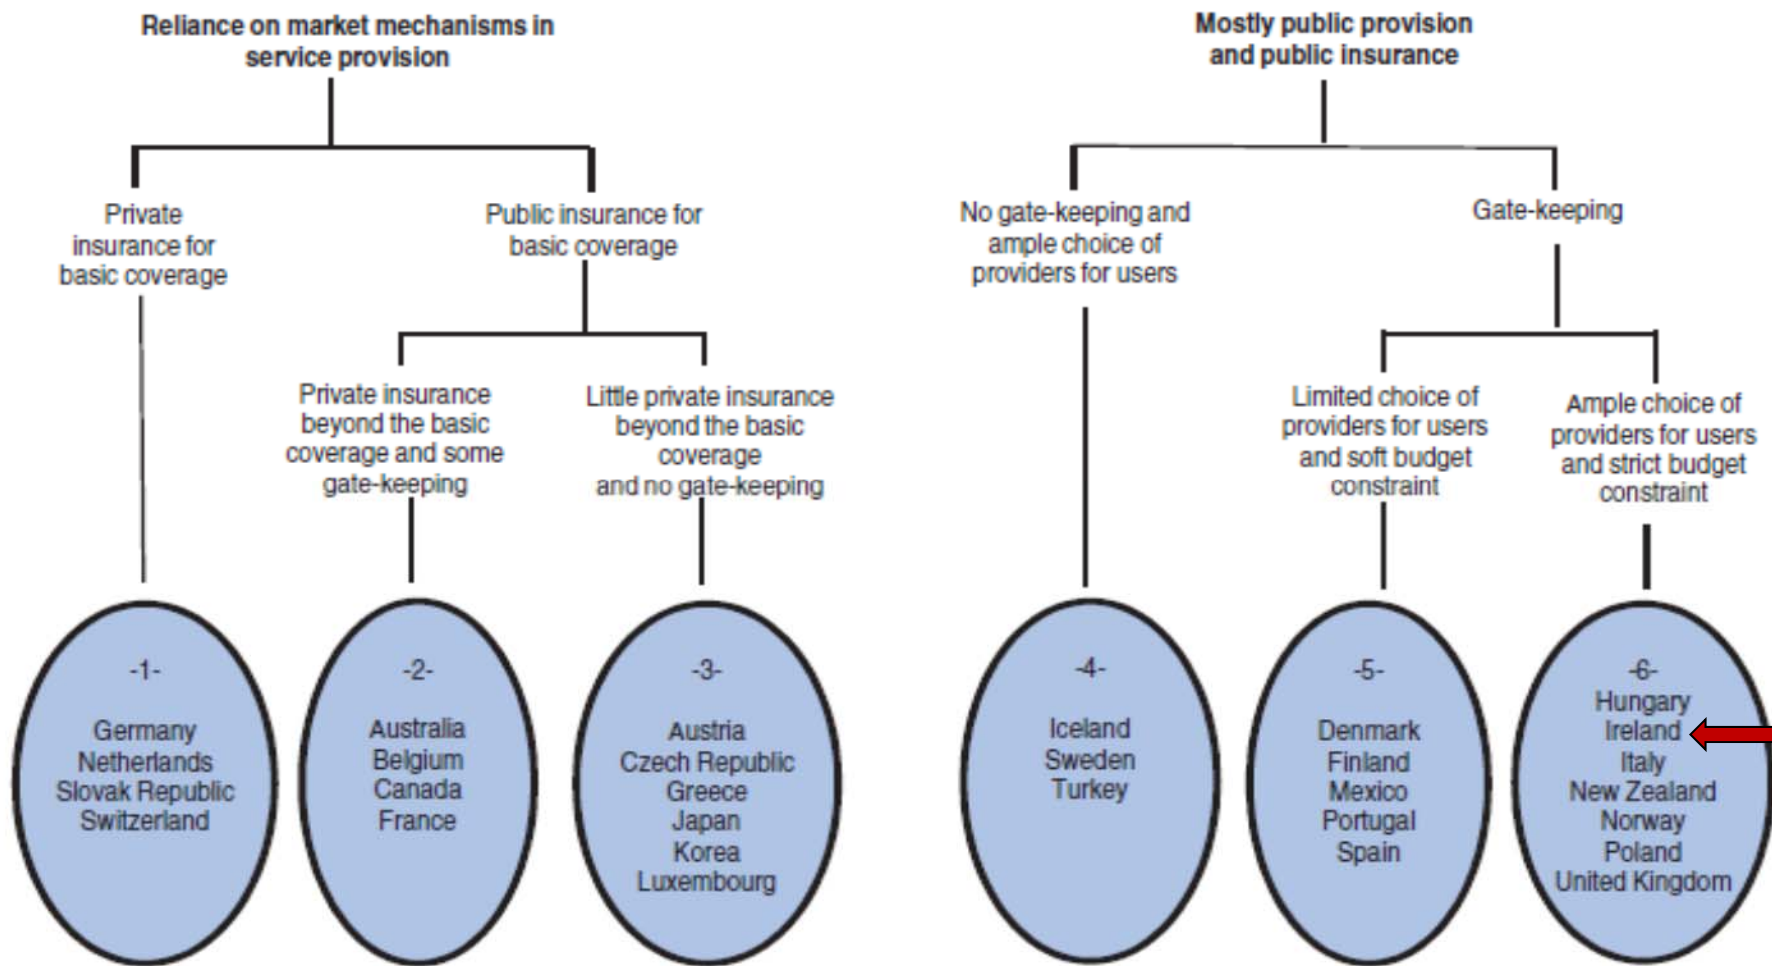 Reliance on market mechanisms in
service provision
Mostly public provision
and public insurance
Private
insurance for
basic coverage
Public insurance for
basic coverage
No gate-keeping and
ample choice of
providers for users
Gate-keeping
Private insurance
beyond the basic
coverage and some
gate-keeping
Little private insurance
beyond the basic
coverage
and no gate-keeping
Limited choice of
providers for users
and soft budget
constraint
Ample choice of
providers for users
and strict budget
constraint
-1-
Germany
Netherlands
Slovak Republic
Switzerland
-2-
Australia
Belgium
Canada
France
-3-
Austria
Czech Republic
Greece
Japan
Korea
Luxembourg
-4-
Iceland
Sweden
Turkey
-5-
Denmark
Finland
Mexico
Portugal
Spain
-6-
Hungary
Ireland
Italy
New Zealand
Norway
Poland
United Kingdom